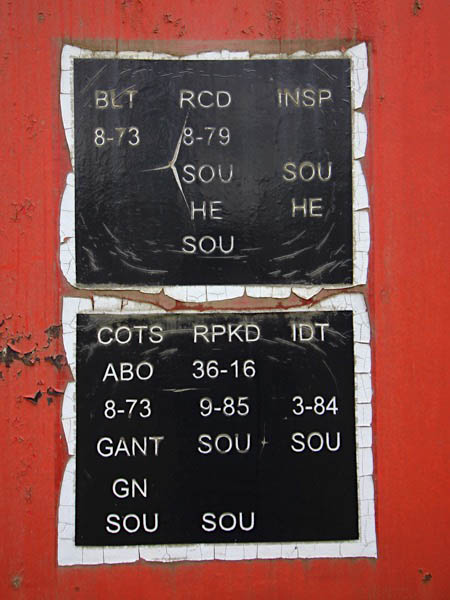 BLT RCD INSP
8-73 8-79
SOU SOU
HE HE
SOU
COTS RPKD IDT
ABO 36-16
8-73 9-85 3-84
GANT SOU SOU
GN
SOU SOU